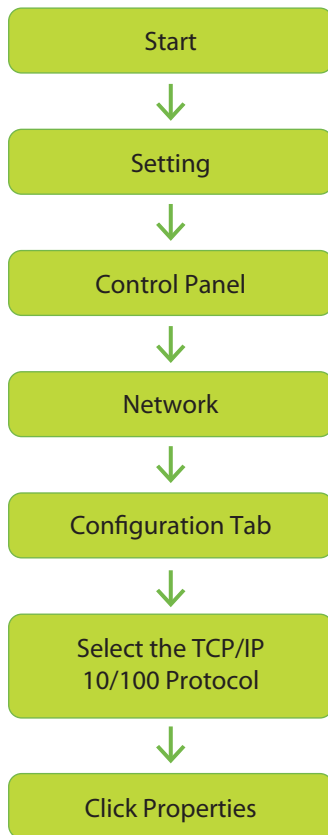 Start
Setting
Control Panel
Network
Configuration Tab
Select the TCP/IP
10/100 Protocol
Click Properties